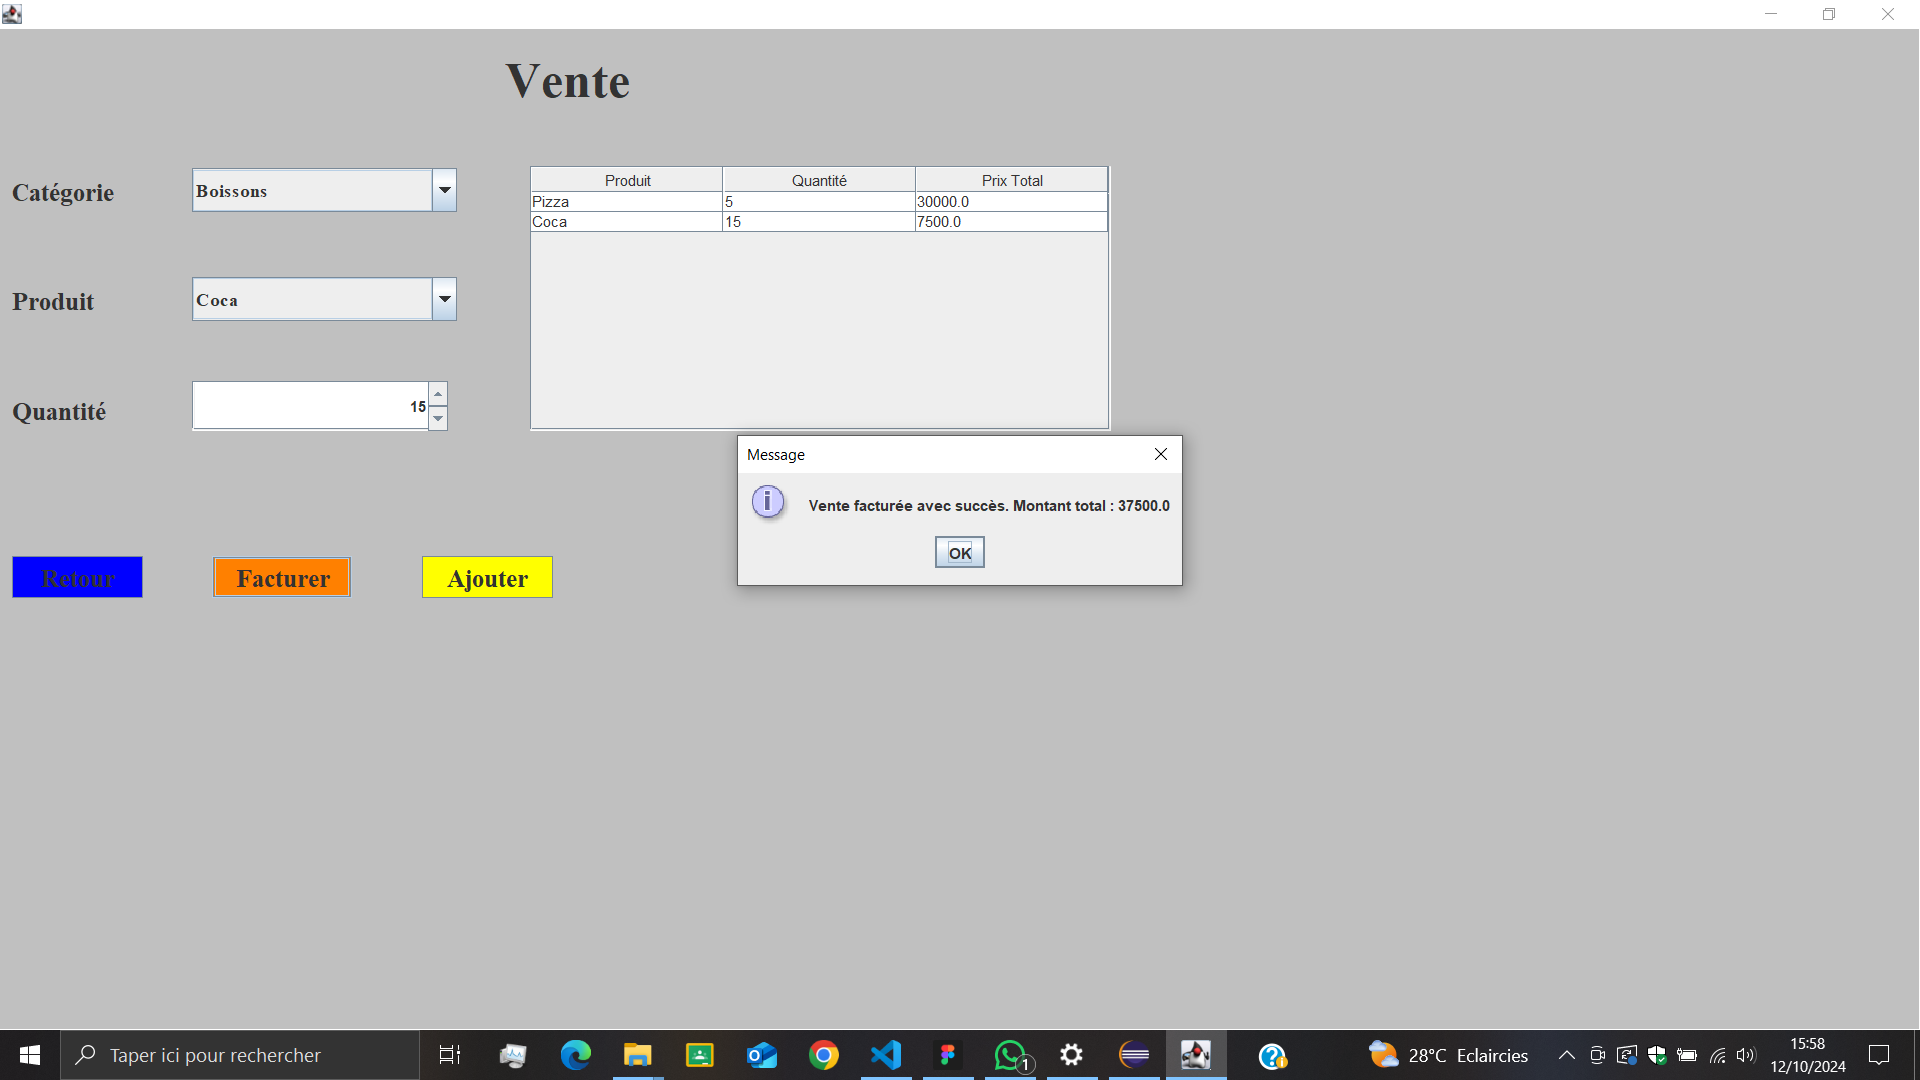 Vente
Catégorie
Boissons
Produit
Coca
Quantité
15
Produit Quantité Prix Total
Pizza 5 30000.0
Coca 15 7500.0
Message
Vente facturée avec succès. Montant total : 37500.0
OK
Retour
Facturer
Ajouter
Taper ici pour rechercher
1
28°C Eclaircies
15:58
12/10/2024